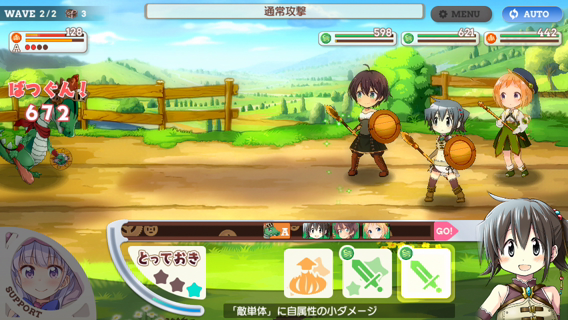 WAVE 2/2 3
通常攻撃
MENU
AUTO
128
A
598
621
442
ばつぐん!
672
A
GO!
とっておき
SUPPORT
「敵単体」に自属性の小ダメージ